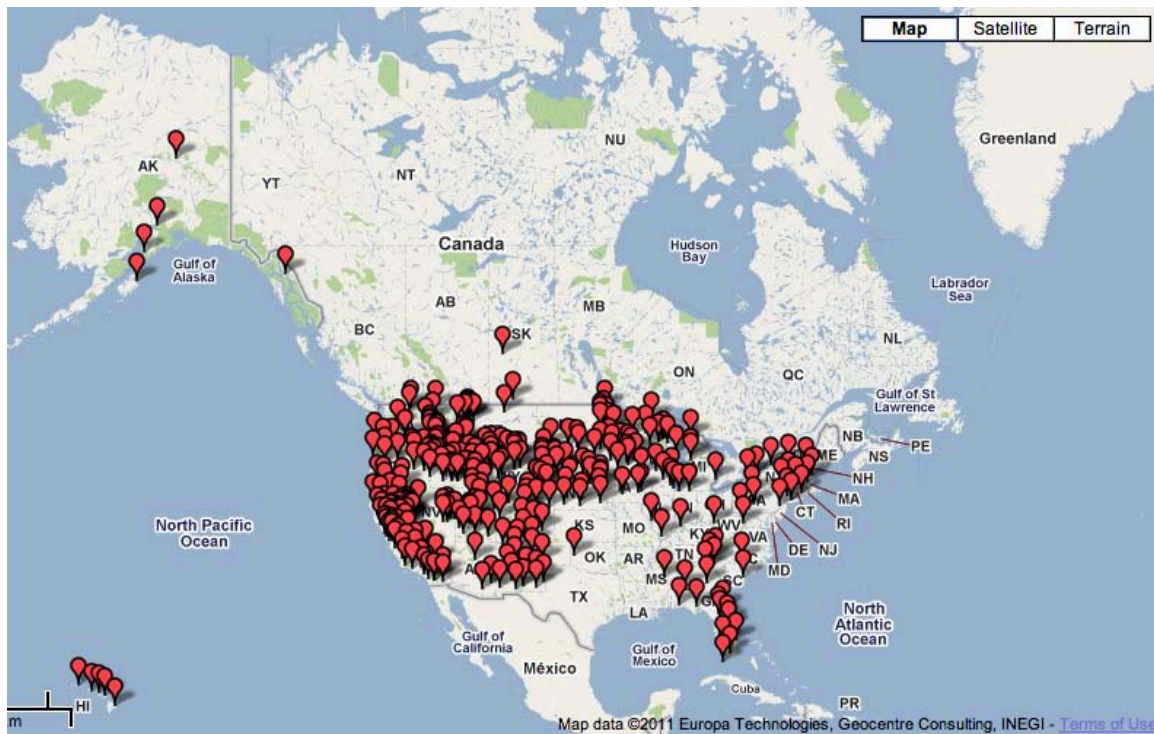 Map
Satellite
Terrain
Greenland
NU
AK
YT
NT
Canada
Hudson
Bay
Gulf of
Alaska
Labrador
Sea
AB
MB
BC
SK
NL
ON
QC
Gulf of St
Lawrence
NB
PE
ME
NS
MI
NH
MA
CT
RI
NV
North Pacific
Ocean
KS
MO
WV
KY
VA
DE
NJ
OK
AR
TN
MD
MS
SC
TX
LA
North
Atlantic
Ocean
Gulf of
California
Gulf of
Mexico
México
Cuba
HI
PR
m
Map data ©2011 Europa Technologies, Geocentre Consulting, INEGI - Terms of Use